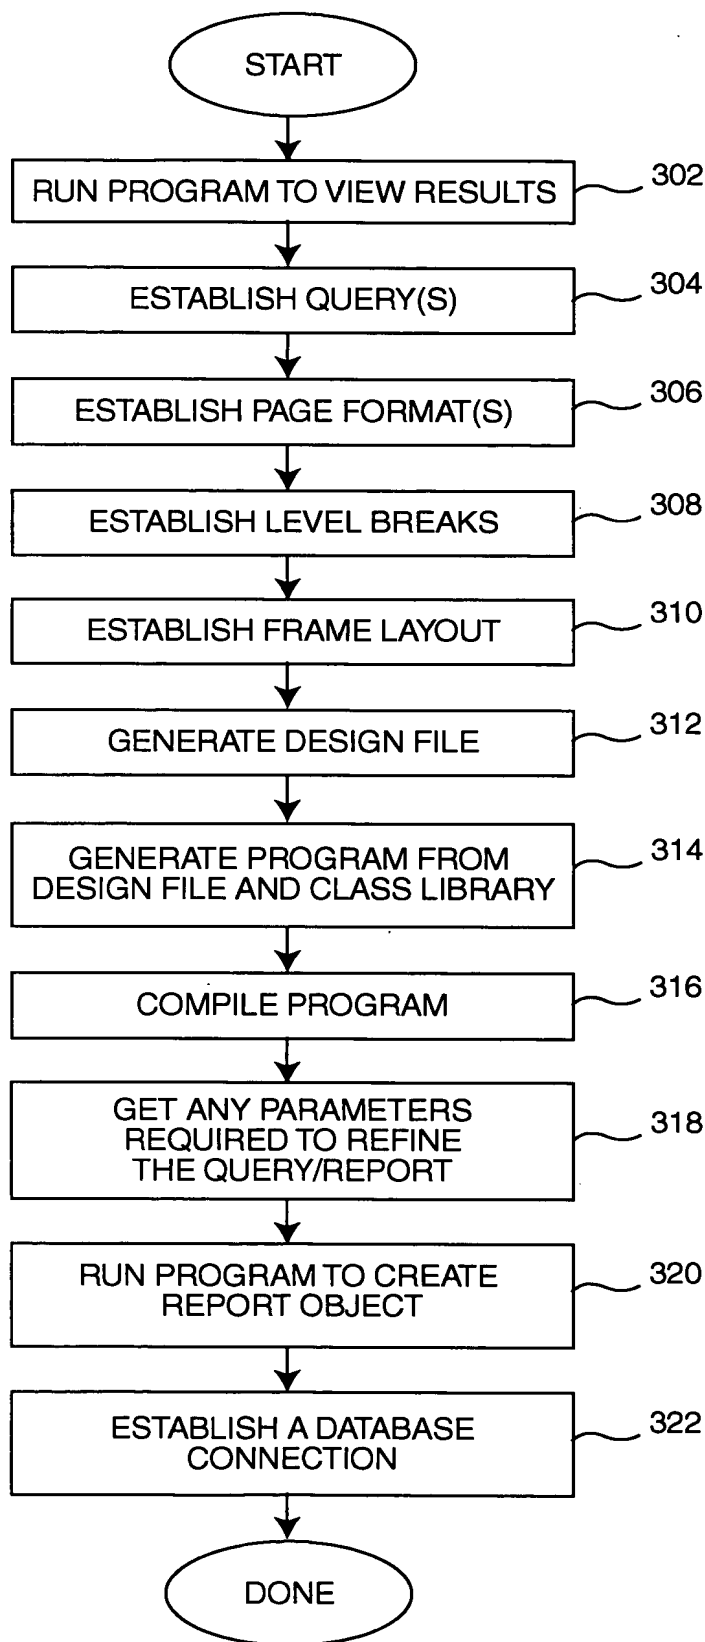 START
RUN PROGRAM TO VIEW RESULTS
302
ESTABLISH QUERY(S)
304
ESTABLISH PAGE FORMAT(S)
306
ESTABLISH LEVEL BREAKS
308
ESTABLISH FRAME LAYOUT
310
GENERATE DESIGN FILE
312
GENERATE PROGRAM FROM
DESIGN FILE AND CLASS LIBRARY
314
COMPILE PROGRAM
316
GET ANY PARAMETERS
REQUIRED TO REFINE
THE QUERY/REPORT
318
RUN PROGRAM TO CREATE
REPORT OBJECT
320
ESTABLISH A DATABASE
CONNECTION
322
DONE